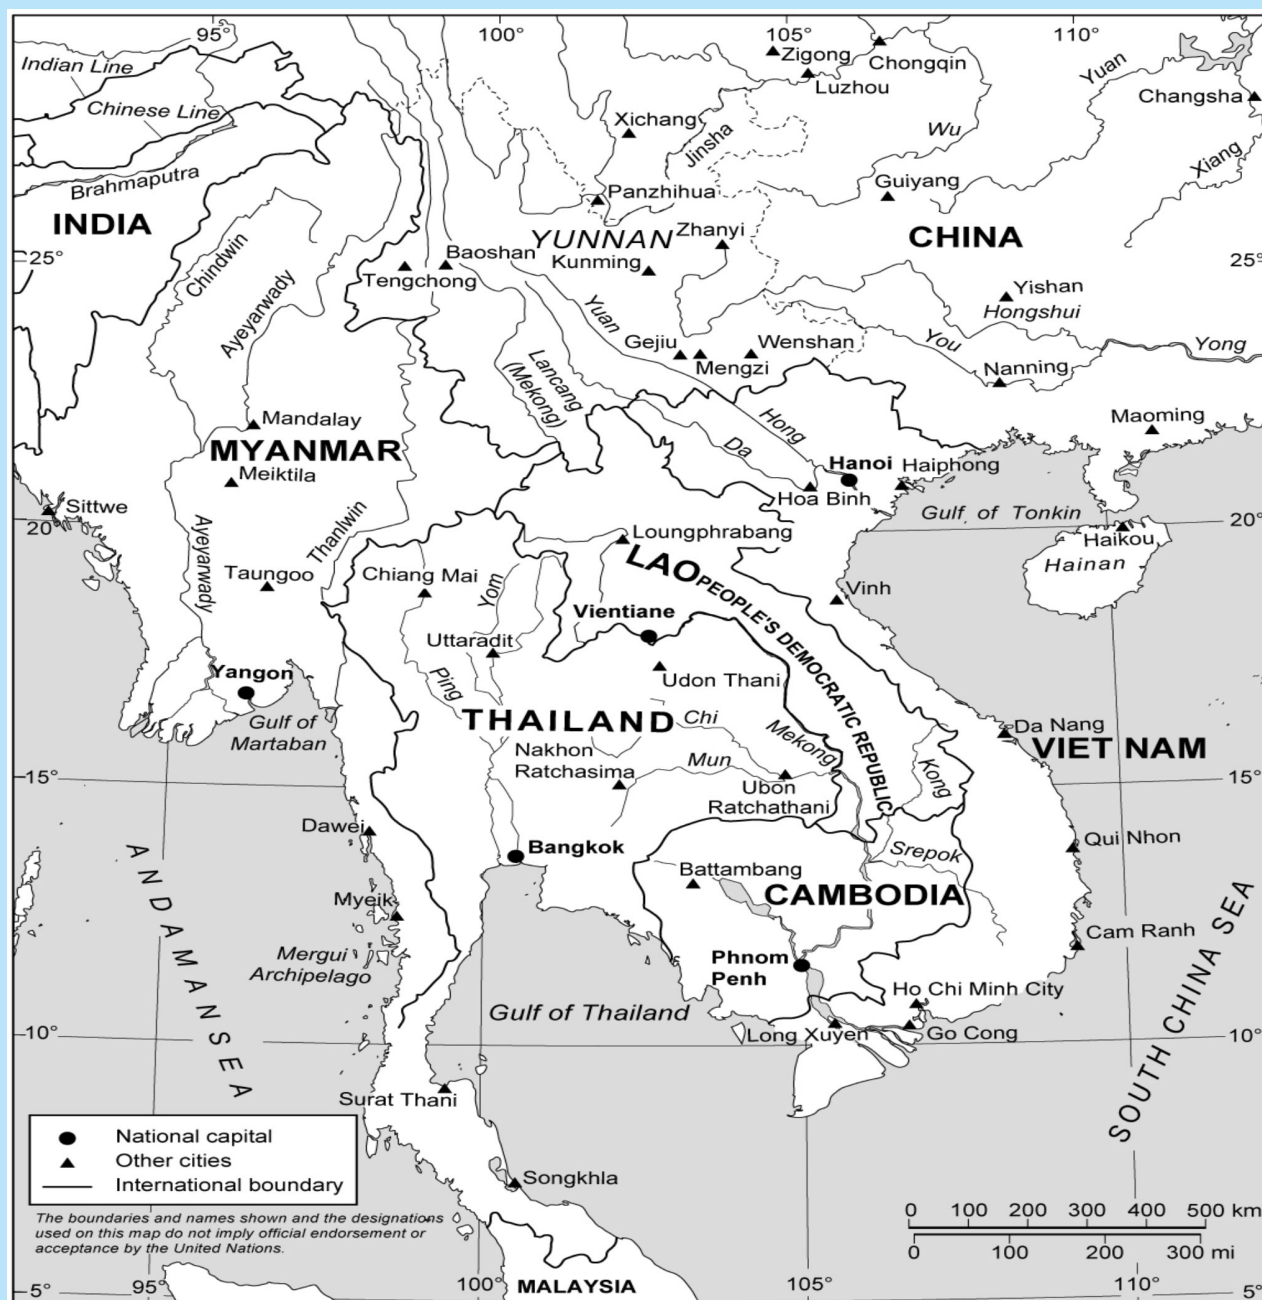 95°
100°
105°
110°
Indian Line
Chinese Line
Brahmaputra
INDIA
Zigong
Chongqin
Luzhou
Yuan
Changsha
Xichang
Jinsha
Wu
Xiang
Panzhihua
Guiyang
YUNNAN
Zhanyi
CHINA
Kunming
25°
25°
Chindwin
Ayeyarwady
Baoshan
Tengchong
Yuan
Yishan
Hongshui
Gejiu
Mengzi
Wenshan
You
Yong
Nanning
Lancang
(Mekong)
Mandalay
MYANMAR
Meiktila
Hong
Da
Maoming
Hanoi
Haiphong
Hoa Binh
Sittwe
20°
20°
Gulf of Tonkin
Haikou
Hainan
Ayeyarwady
Thanlwin
Loungphrabang
LAO PEOPLE'S DEMOCRATIC REPUBLIC
Taungoo
Chiang Mai
Yom
Vinh
Vientiane
Uttaradit
Yangon
Ping
Udon Thani
Gulf of
Martaban
THAILAND
Chi
Mekong
Da Nang
VIET NAM
Nakhon
Ratchasima
Mun
Kong
15°
15°
Ubon
Ratchathani
Dawei
Bangkok
Srepok
Qui Nhon
Battambang
CAMBODIA
Myeik
Cam Ranh
Mergui
Archipelago
Phnom
Penh
Ho Chi Minh City
Gulf of Thailand
Long Xuyen
Go Cong
10°
10°
ANDAMAN SEA
SOUTH CHINA SEA
Surat Thani
Songkhla
National capital
Other cities
International boundary
The boundaries and names shown and the designations
used on this map do not imply official endorsement or
acceptance by the United Nations.
0 100 200 300 400 500 km
0 100 200 300 mi
MALAYSIA
5°
95°
100°
105°
110°
5°